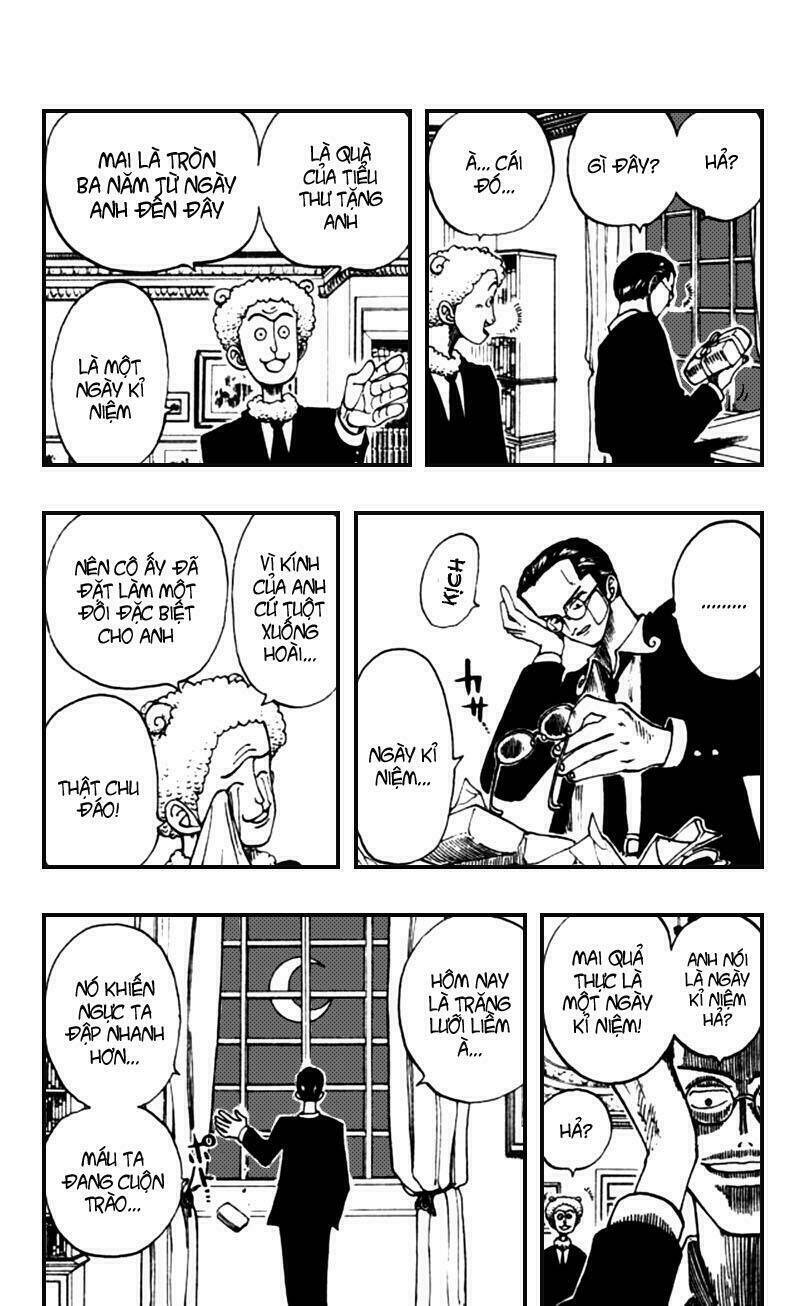 HẢ?
GÌ ĐÂY?
À... CÁI
ĐÓ...
LÀ QUÀ
CỦA TIỂU
THƯ TẶNG
ANH
MAI LÀ TRÒN
BA NĂM TỪ NGÀY
ANH ĐẾN ĐÂY
LÀ MỘT
NGÀY KỈ
NIỆM
..........
KỊCH
NGÀY KỈ
NIỆM...
VÌ KÍNH
CỦA ANH
CỨ TUỘT
XUỐNG
HOÀI...
NÊN CÔ ẤY ĐÃ
ĐẶT LÀM MỘT
ĐÔI ĐẶC BIỆT
CHO ANH
THẬT CHU
ĐÁO!
ANH NÓI
LÀ NGÀY
KỈ NIỆM
HẢ?
MAI QUẢ
THỰC LÀ
MỘT NGÀY
KỈ NIỆM!
HẢ?
HÔM NAY
LÀ TRĂNG
LƯỠI LIỀM
À...
NÓ KHIẾN
NGỰC TA
ĐẬP NHANH
HƠN...
MÁU TA
ĐANG CUỘN
TRÀO...